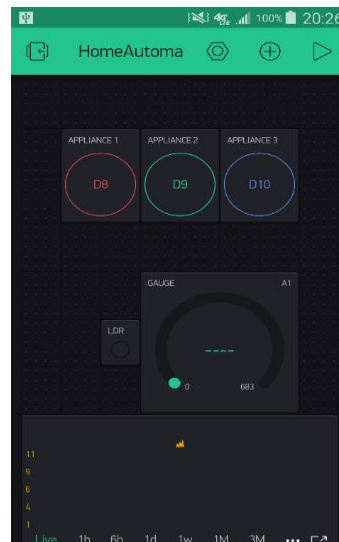 4G 100% 20:26
HomeAutoma
APPLIANCE 1 APPLIANCE 2 APPLIANCE 3
D8 D9 D10
GAUGE A1
LDR
----
0 683
11
9
6
4
1
Live 1h 6h 1d 1w 1M 3M